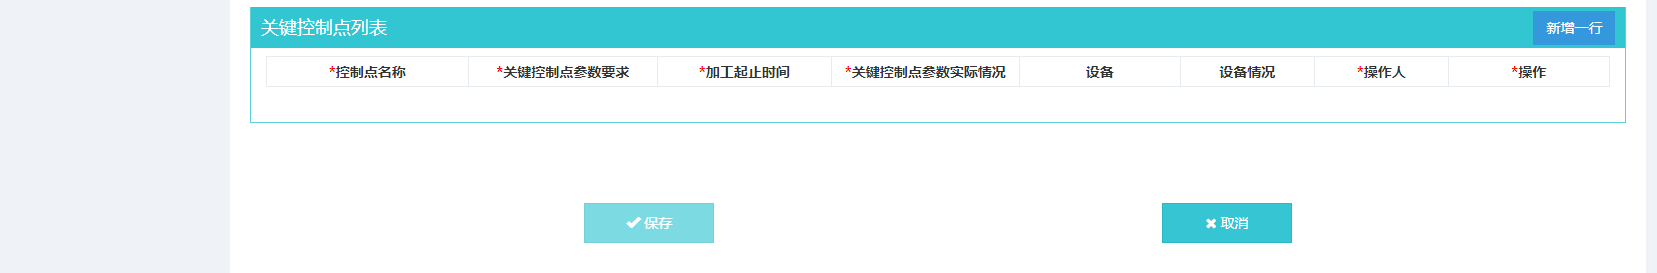 关键控制点列表 新增一行
*控制点名称 *关键控制点参数要求 *加工起止时间 *关键控制点参数实际情况 设备 设备情况 *操作人 *操作
保存 取消